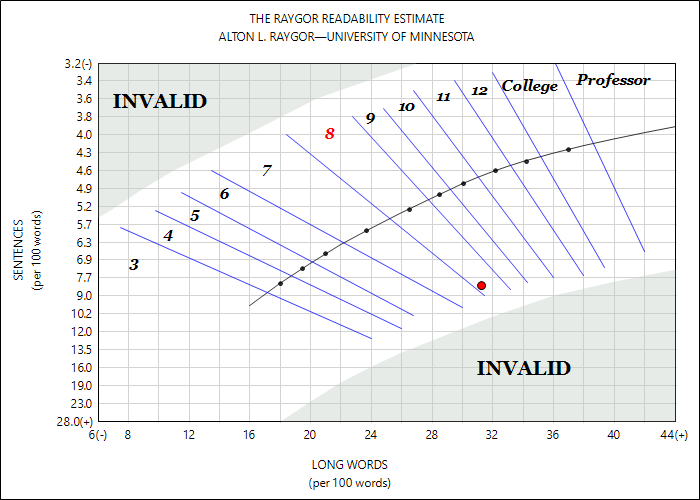 THE RAYGOR READABILITY ESTIMATE
ALTON L. RAYGOR—UNIVERSITY OF MINNESOTA
3.2(-)
3.4
3.6
3.8
4.0
4.3
4.6
4.9
5.2
5.7
6.3
6.9
7.7
9.0
10.2
12.0
13.5
16.0
19.0
23.0
28.0(+)
SENTENCES
(per 100 words)
INVALID
3
4
5
6
7
8
9
10
11
12
College
Professor
INVALID
6(-) 8 12 16 20 24 28 32 36 40 44(+)
LONG WORDS
(per 100 words)